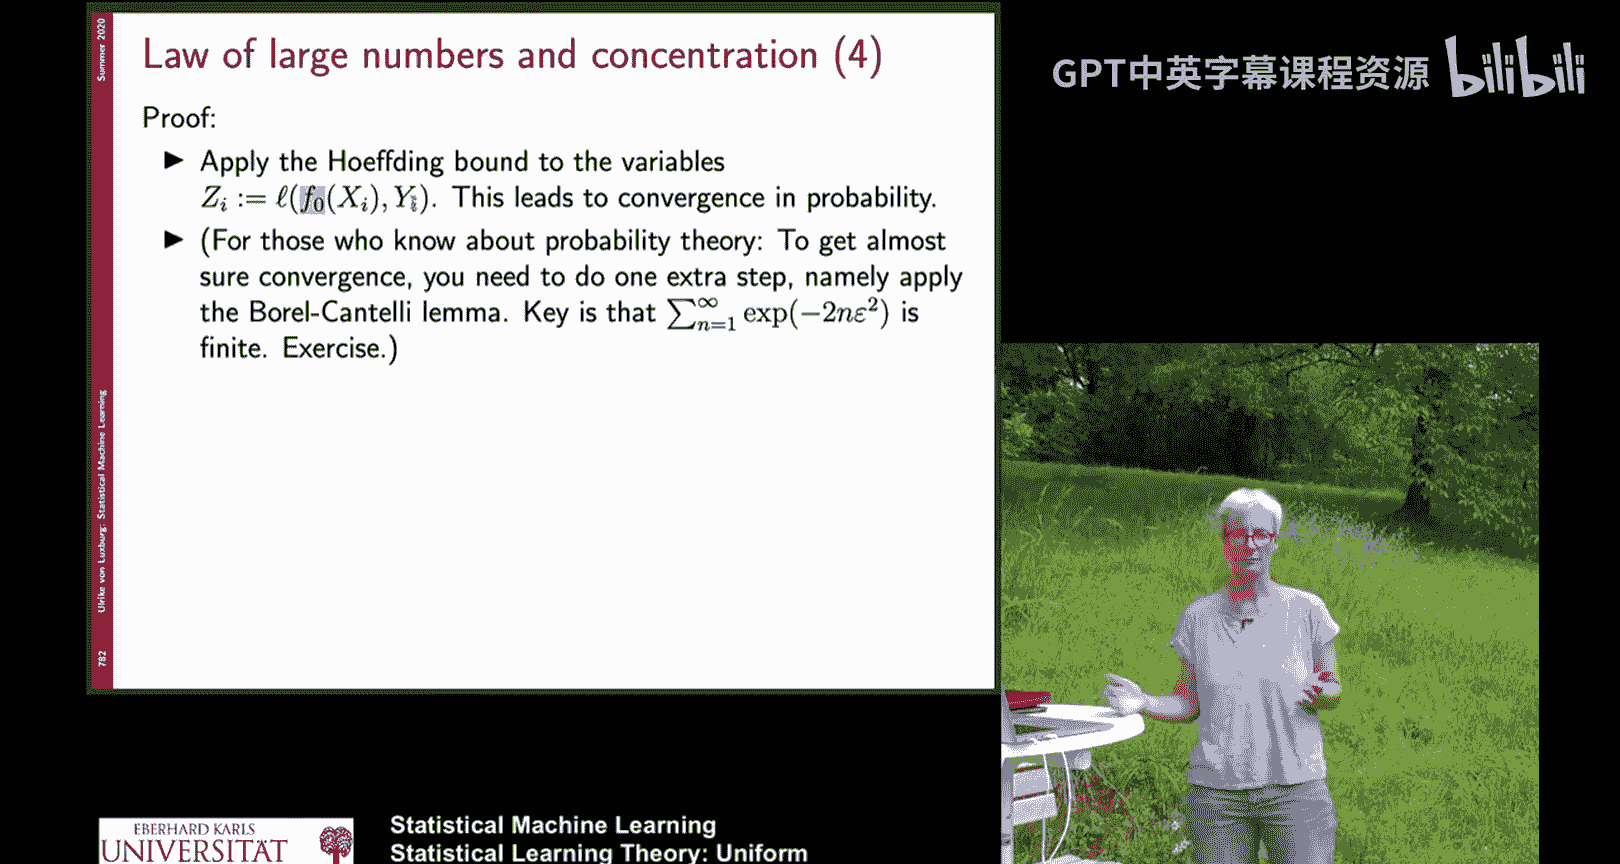 Law of large numbers and concentration (4)
Proof:
► Apply the Hoeffding bound to the variables
Z_i := ℓ(f_0(X_i), Y_i). This leads to convergence in probability.
► (For those who know about probability theory: To get almost
sure convergence, you need to do one extra step, namely apply
the Borel-Cantelli lemma. Key is that ∑_{n=1}^{∞} exp(−2nε²) is
finite. Exercise.)
Summer 2020
Ulrike von Luxburg: Statistical Machine Learning
782
GPT中英字幕课程资源 bilibili
EBERHARD KARLS
UNIVERSITÄT
Statistical Machine Learning
Statistical Learning Theory: Uniform